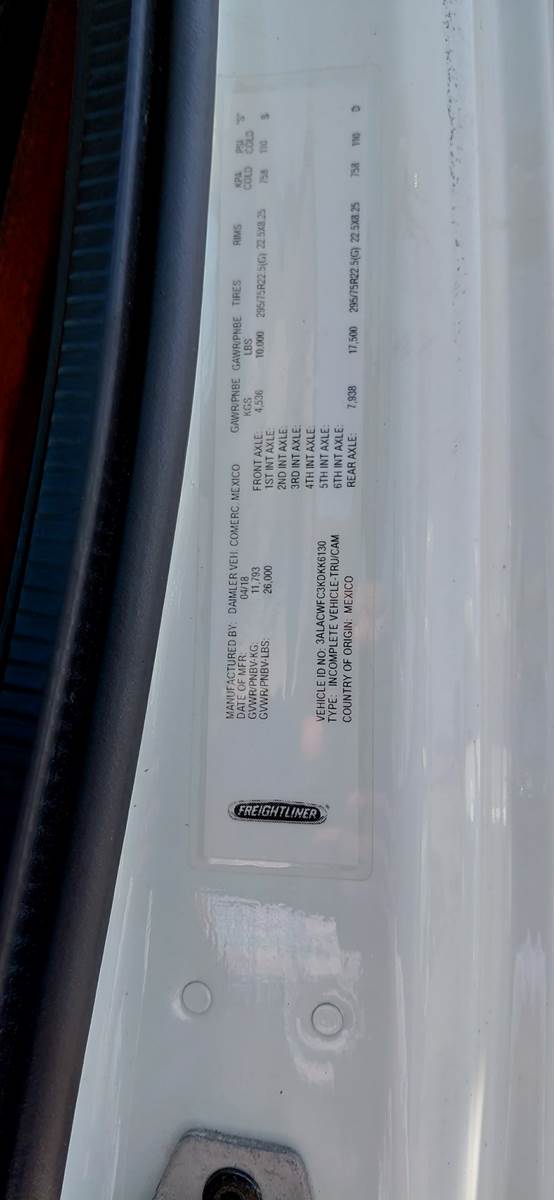 FREIGHTLINER
MANUFACTURED BY: DAIMLER VEH. COMERC. MEXICO
DATE OF MFR: 04/18
GVWR/PNBV-KG: 11,793
GVWR/PNBV-LBS: 26,000
VEHICLE ID NO: 3ALACWFC3KDKK6130
TYPE: INCOMPLETE VEHICLE-TRU/CAM
COUNTRY OF ORIGIN: MEXICO
GAWR/PNBE KGS GAWR/PNBE LBS TIRES RIMS KPA COLD PSI COLD
FRONT AXLE: 4,536 10,000 295/75R22.5(G) 22.5X8.25 758 110 S
1ST INT AXLE:
2ND INT AXLE:
3RD INT AXLE:
4TH INT AXLE:
5TH INT AXLE:
6TH INT AXLE:
REAR AXLE: 7,938 17,500 295/75R22.5(G) 22.5X8.25 758 110 D